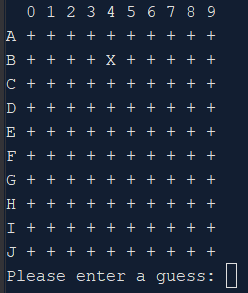 0 1 2 3 4 5 6 7 8 9
A + + + + + + + + + +
B + + + + X + + + + +
C + + + + + + + + + +
D + + + + + + + + + +
E + + + + + + + + + +
F + + + + + + + + + +
G + + + + + + + + + +
H + + + + + + + + + +
I + + + + + + + + + +
J + + + + + + + + + +
Please enter a guess: